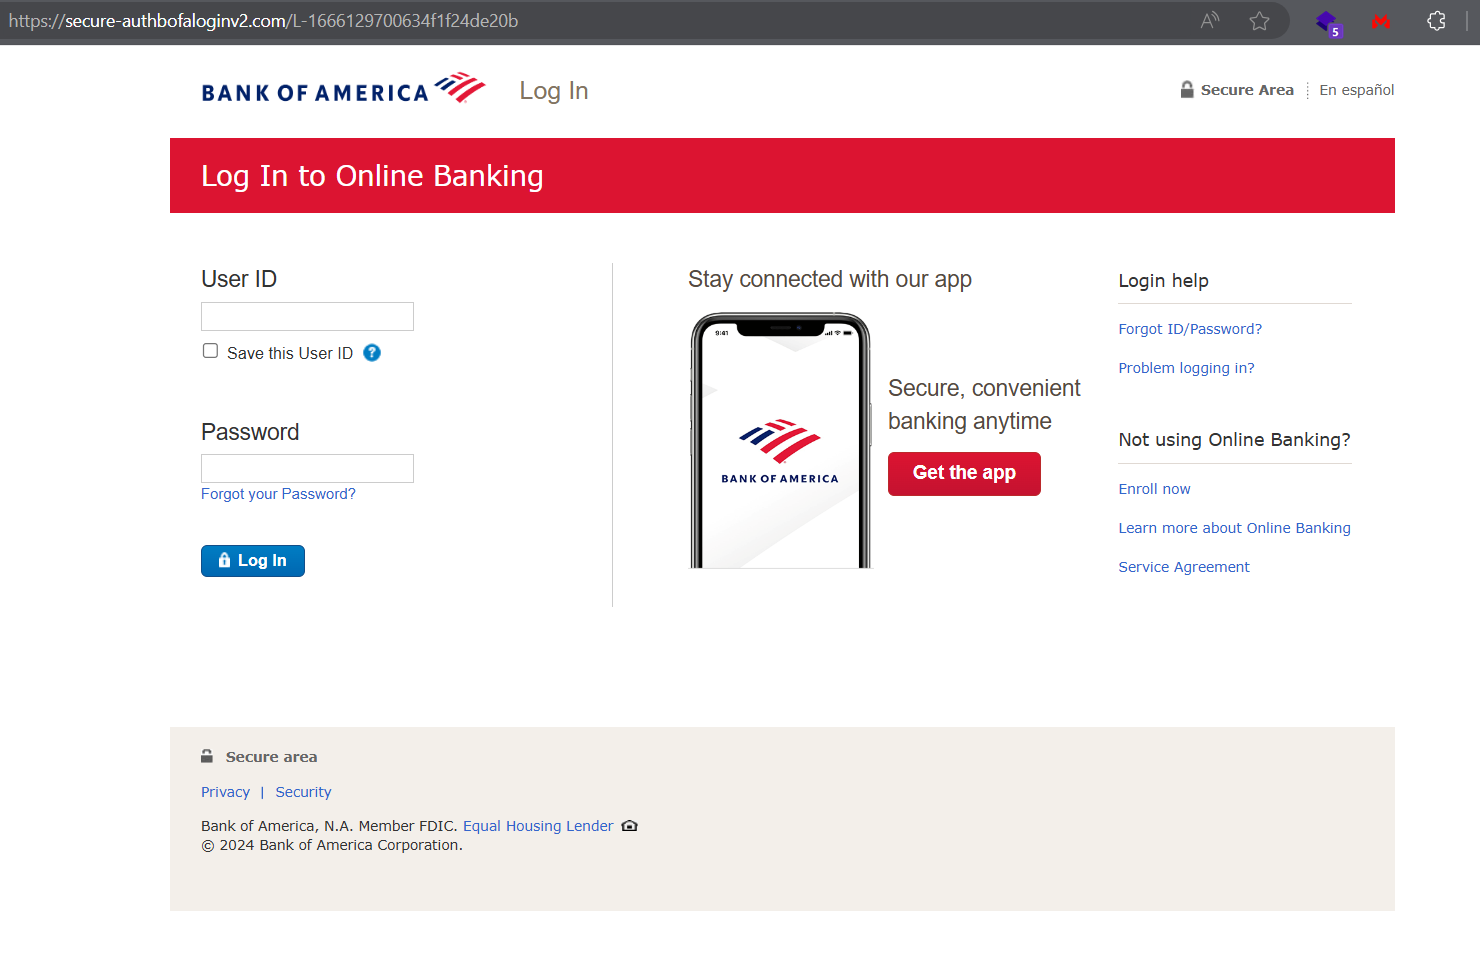 https://secure-authbofaloginv2.com/L-1666129700634f1f24de20b
5
BANK OF AMERICA
Log In
Secure Area
En español
Log In to Online Banking
User ID
Save this User ID ?
Password
Forgot your Password?
Log In
Stay connected with our app
9:41
BANK OF AMERICA
Secure, convenient
banking anytime
Get the app
Login help
Forgot ID/Password?
Problem logging in?
Not using Online Banking?
Enroll now
Learn more about Online Banking
Service Agreement
Secure area
Privacy | Security
Bank of America, N.A. Member FDIC. Equal Housing Lender
© 2024 Bank of America Corporation.